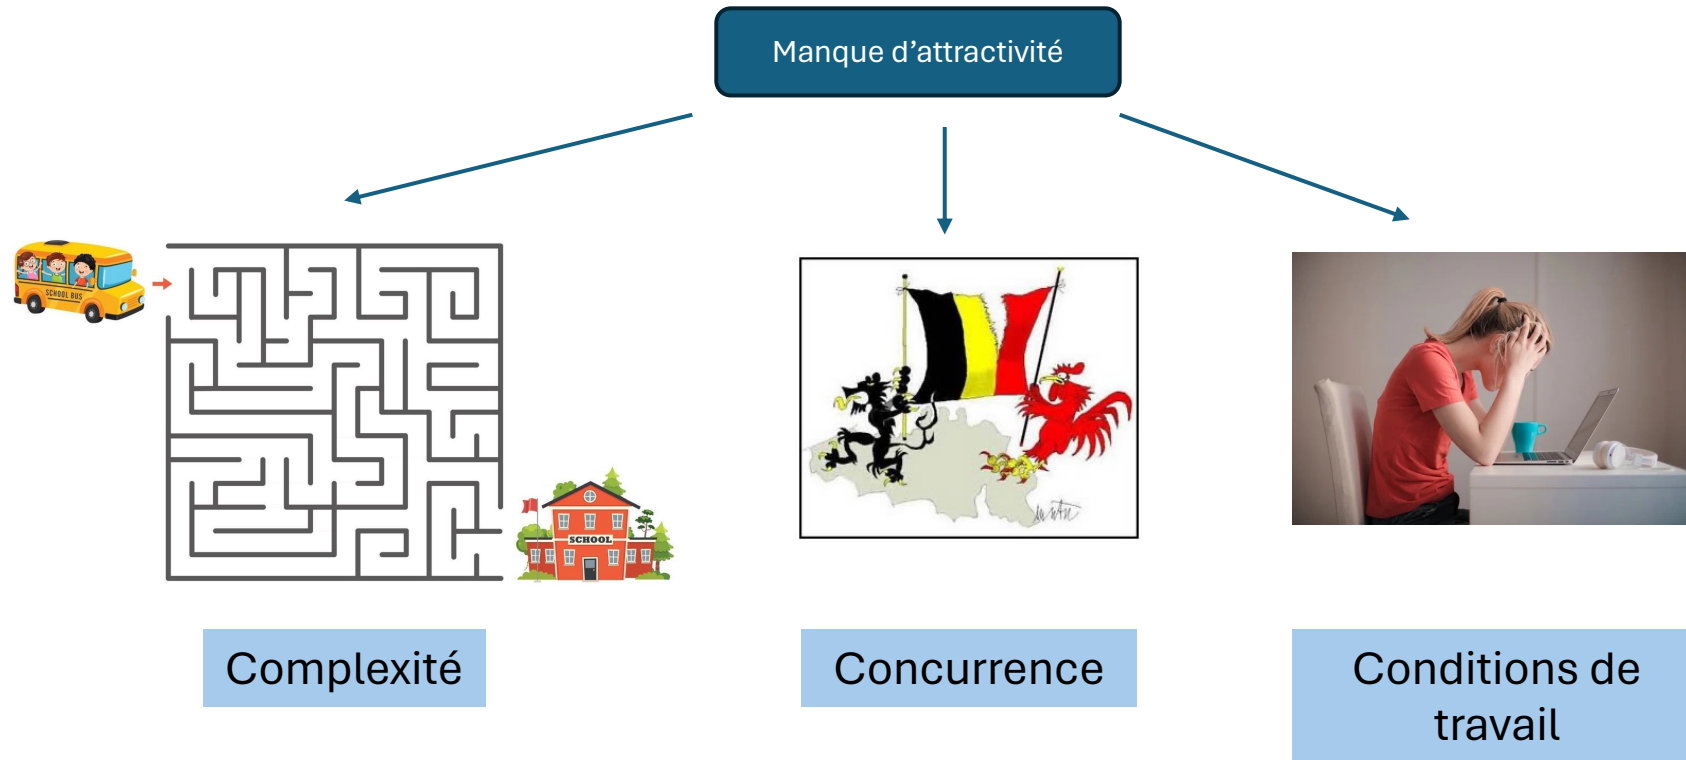 Manque d’attractivité
SCHOOL BUS
SCHOOL
Complexité
Concurrence
Conditions de
travail